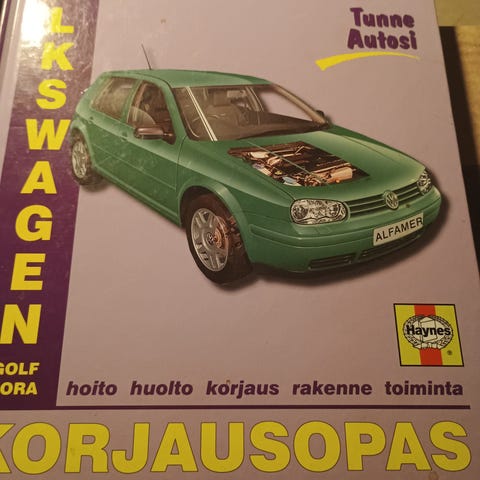 Tunne
Autosi
LKSWAGEN
ALFAMER
Haynes
GOLF
ORA
hoito huolto korjaus rakenne toiminta
KORJAUSOPAS